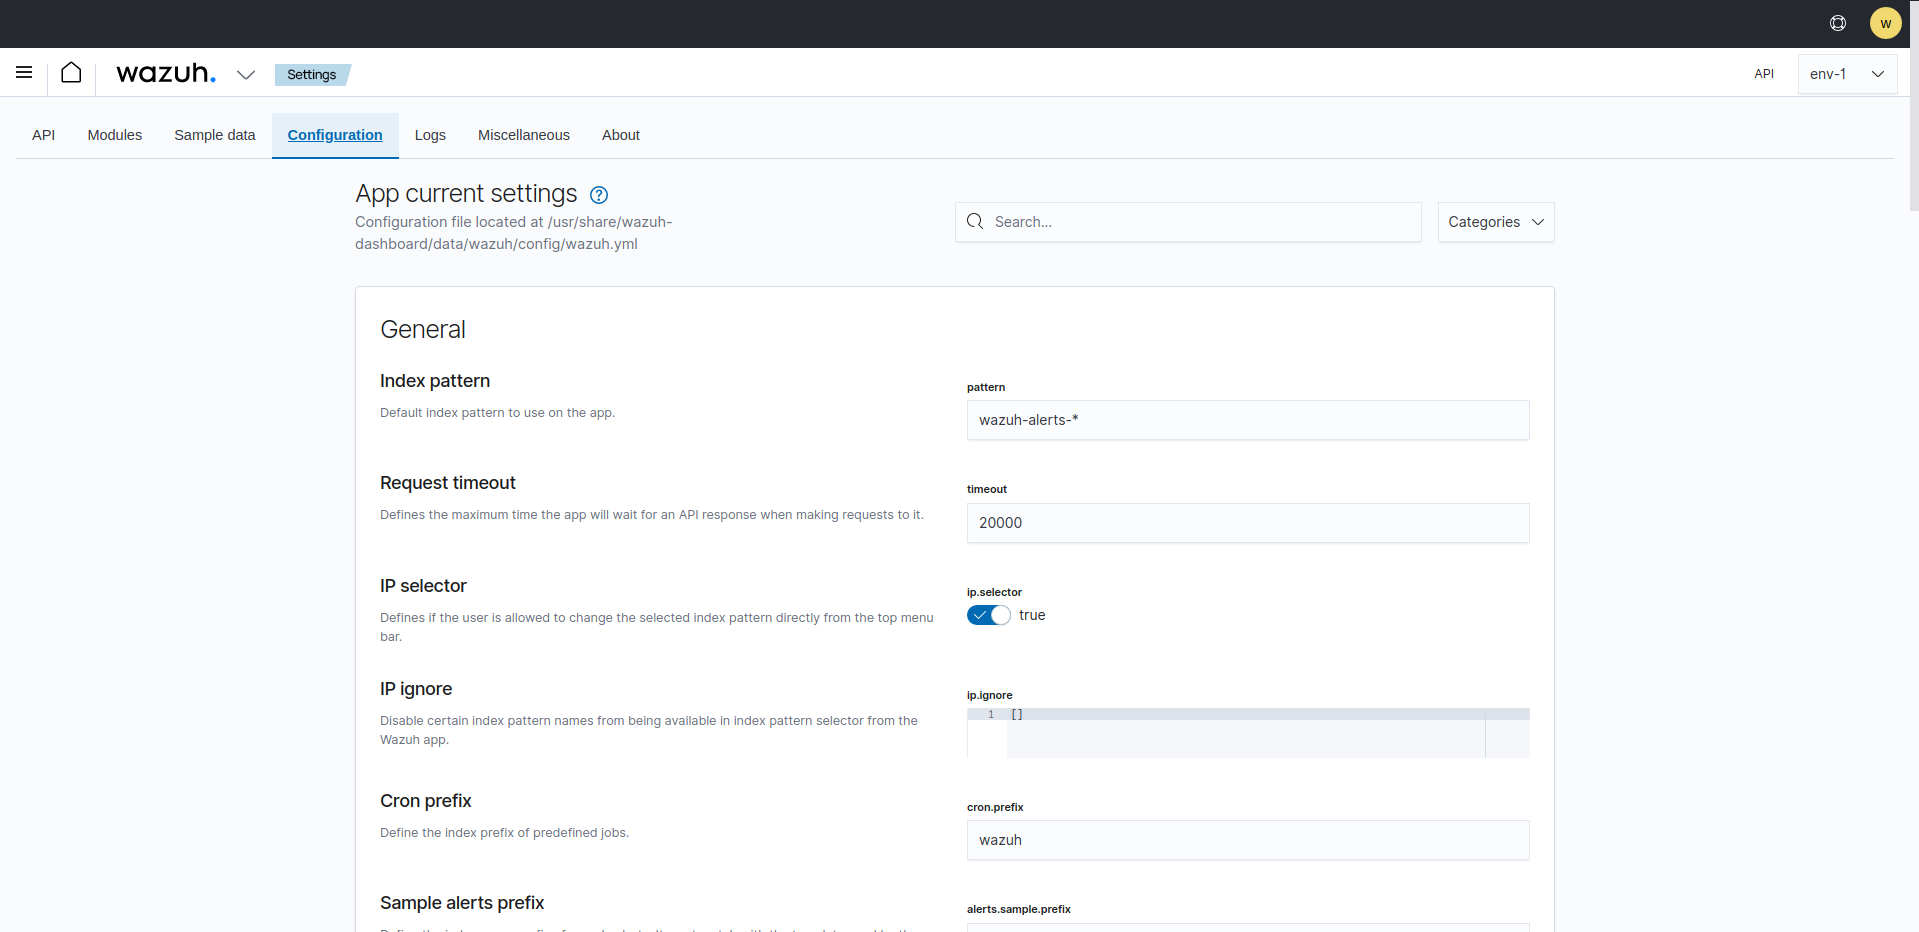 W
wazuh.
Settings
API
env-1
API
Modules
Sample data
Configuration
Logs
Miscellaneous
About
App current settings
Configuration file located at /usr/share/wazuh-
dashboard/data/wazuh/config/wazuh.yml
Search...
Categories
General
Index pattern
Default index pattern to use on the app.
pattern
wazuh-alerts-*
Request timeout
Defines the maximum time the app will wait for an API response when making requests to it.
timeout
20000
IP selector
Defines if the user is allowed to change the selected index pattern directly from the top menu
bar.
ip.selector
true
IP ignore
Disable certain index pattern names from being available in index pattern selector from the
Wazuh app.
ip.ignore
1 []
Cron prefix
Define the index prefix of predefined jobs.
cron.prefix
wazuh
Sample alerts prefix
alerts.sample.prefix